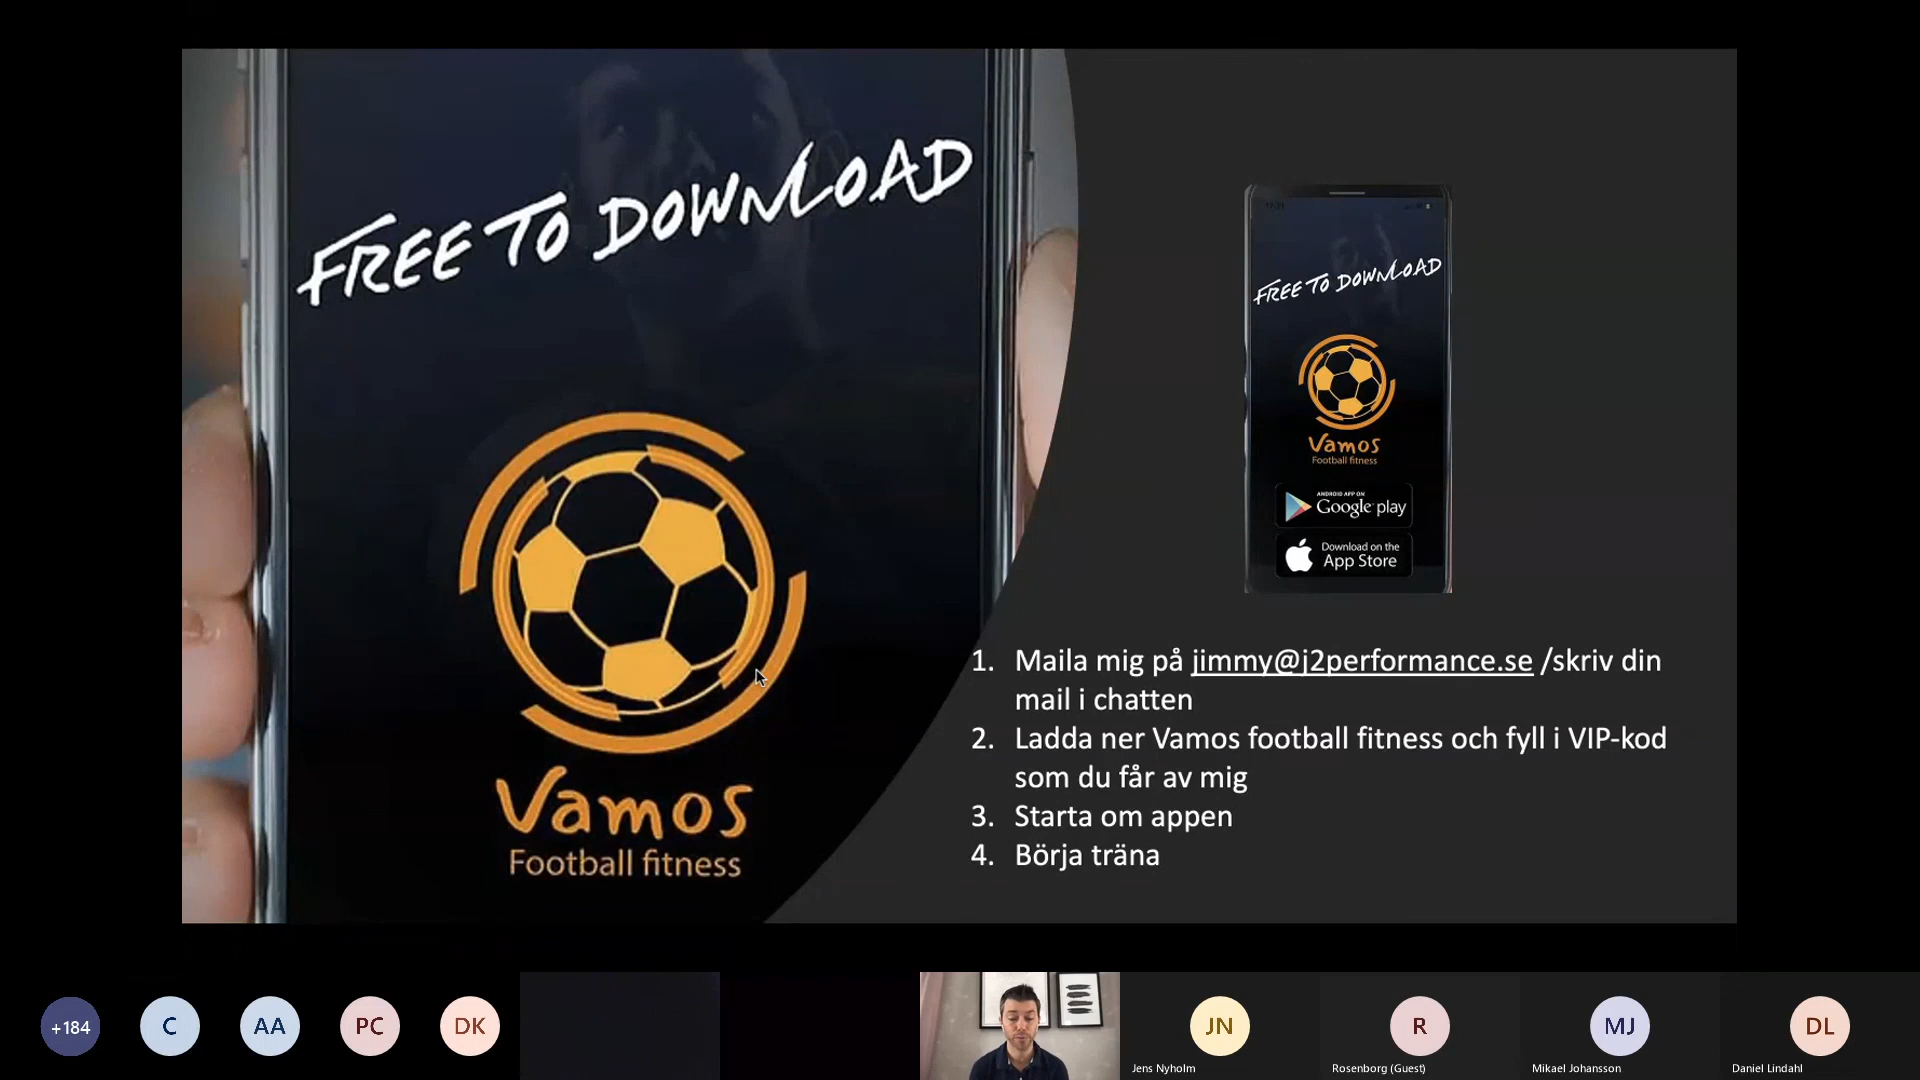 FREE TO DOWNLOAD
Vamos
Football fitness
FREE TO DOWNLOAD
Vamos
Football fitness
ANDROID APP ON
Google play
Download on the
App Store
1. Maila mig på jimmy@j2performance.se /skriv din
mail i chatten
2. Ladda ner Vamos football fitness och fyll i VIP-kod
som du får av mig
3. Starta om appen
4. Börja träna
+184
C
AA
PC
DK
JN
R
MJ
DL
Jens Nyholm
Rosenborg (Guest)
Mikael Johansson
Daniel Lindahl